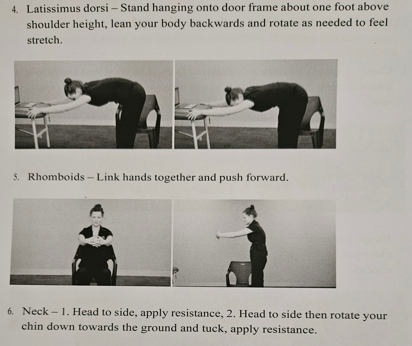 4. Latissimus dorsi – Stand hanging onto door frame about one foot above
shoulder height, lean your body backwards and rotate as needed to feel
stretch.
5. Rhomboids – Link hands together and push forward.
6. Neck – 1. Head to side, apply resistance, 2. Head to side then rotate your
chin down towards the ground and tuck, apply resistance.